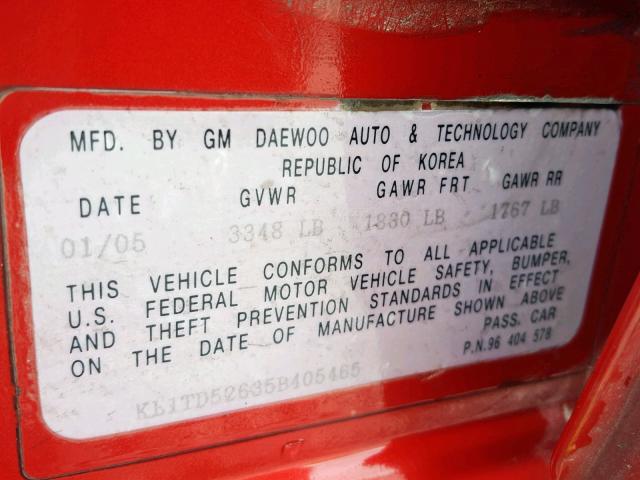 MFD. BY GM DAEWOO AUTO & TECHNOLOGY COMPANY
REPUBLIC OF KOREA
DATE GVWR GAWR FRT GAWR RR
01/05 3348 LB 1830 LB 1767 LB
THIS VEHICLE CONFORMS TO ALL APPLICABLE
U.S. FEDERAL MOTOR VEHICLE SAFETY, BUMPER,
AND THEFT PREVENTION STANDARDS IN EFFECT
ON THE DATE OF MANUFACTURE SHOWN ABOVE
PASS. CAR
P.N.96 404 578
KL1TD52635B405465